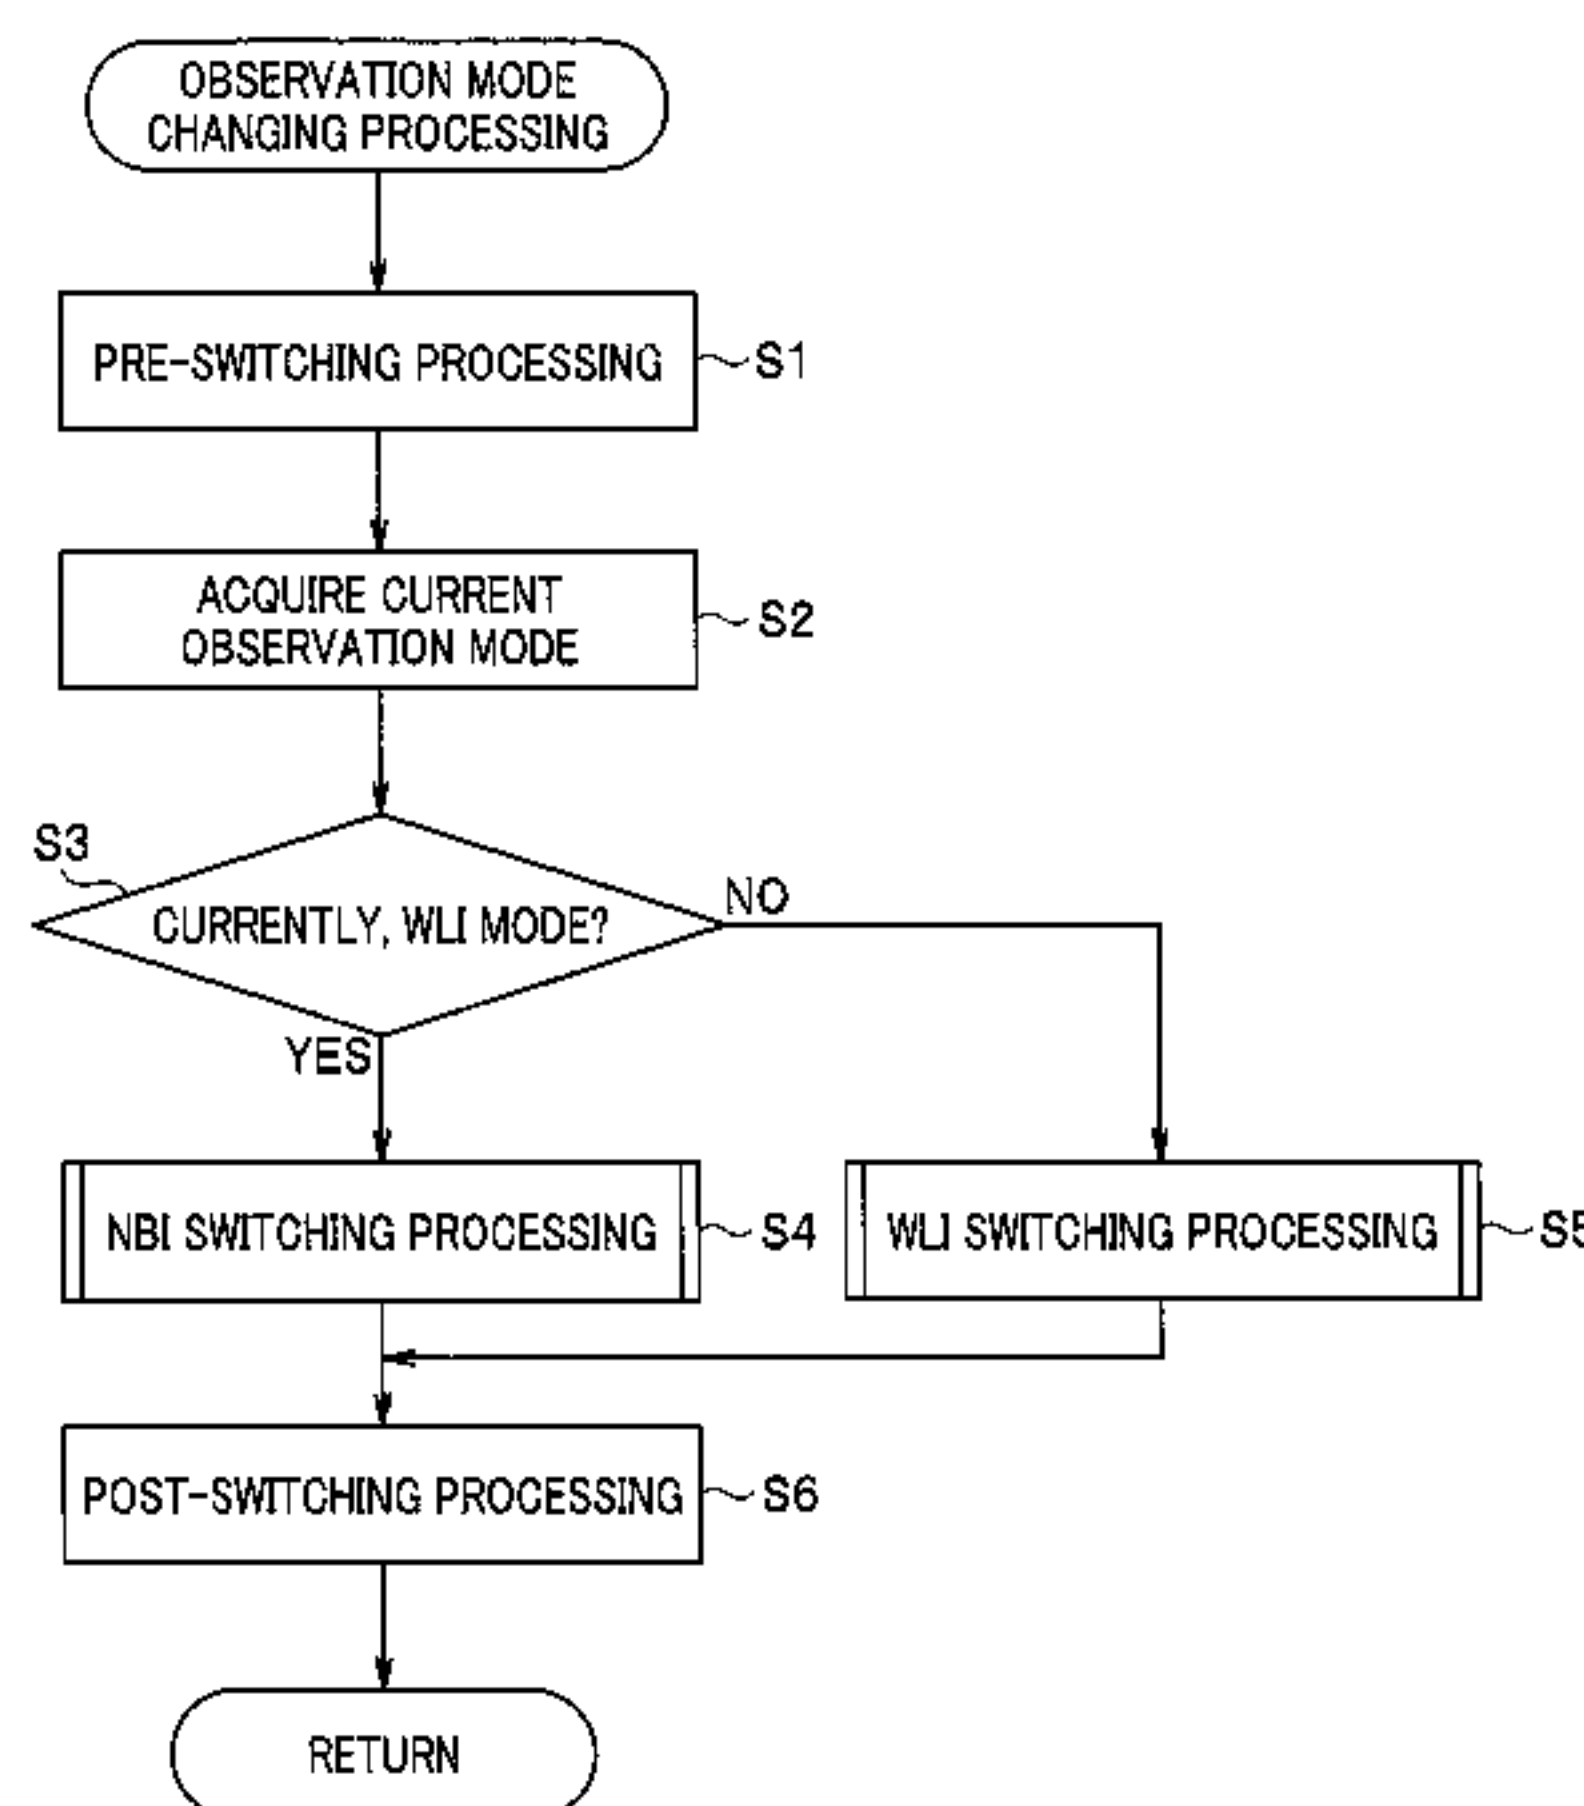 OBSERVATION MODE
CHANGING PROCESSING
PRE-SWITCHING PROCESSING
S1
ACQUIRE CURRENT
OBSERVATION MODE
S2
S3
CURRENTLY, WLI MODE?
NO
YES
NBI SWITCHING PROCESSING
S4
WLI SWITCHING PROCESSING
S5
POST-SWITCHING PROCESSING
S6
RETURN